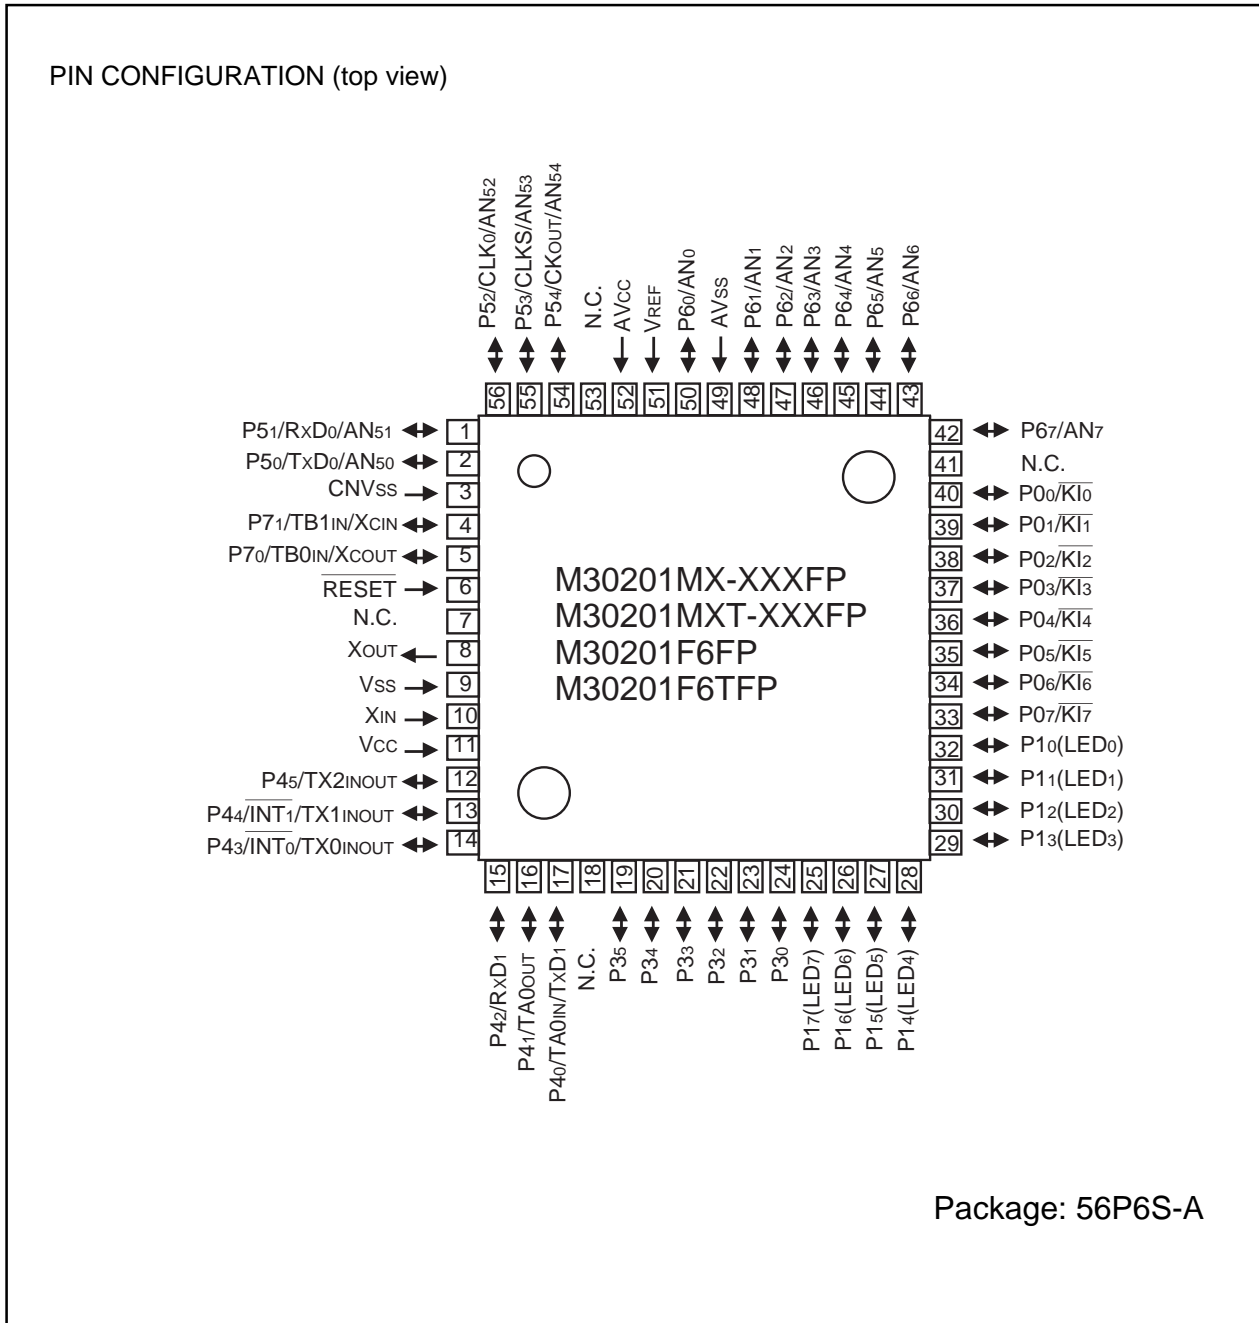 PIN CONFIGURATION (top view)
P52/CLK0/AN52
P53/CLKS/AN53
P54/CKOUT/AN54
N.C.
AVCC
VREF
P60/AN0
AVSS
P61/AN1
P62/AN2
P63/AN3
P64/AN4
P65/AN5
P66/AN6
56 55 54 53 52 51 50 49 48 47 46 45 44 43
P51/RxD0/AN51 1
P50/TxD0/AN50 2
CNVSS 3
P71/TB1IN/XCIN 4
P70/TB0IN/XCOUT 5
RESET 6
N.C. 7
XOUT 8
VSS 9
XIN 10
VCC 11
P45/TX2INOUT 12
P44/INT1/TX1INOUT 13
P43/INT0/TX0INOUT 14
M30201MX-XXXFP
M30201MXT-XXXFP
M30201F6FP
M30201F6TFP
42 P67/AN7
41 N.C.
40 P00/KI0
39 P01/KI1
38 P02/KI2
37 P03/KI3
36 P04/KI4
35 P05/KI5
34 P06/KI6
33 P07/KI7
32 P10(LED0)
31 P11(LED1)
30 P12(LED2)
29 P13(LED3)
15 16 17 18 19 20 21 22 23 24 25 26 27 28
P42/RxD1
P41/TA0OUT
P40/TA0IN/TxD1
N.C.
P35
P34
P33
P32
P31
P30
P17(LED7)
P16(LED6)
P15(LED5)
P14(LED4)
Package: 56P6S-A